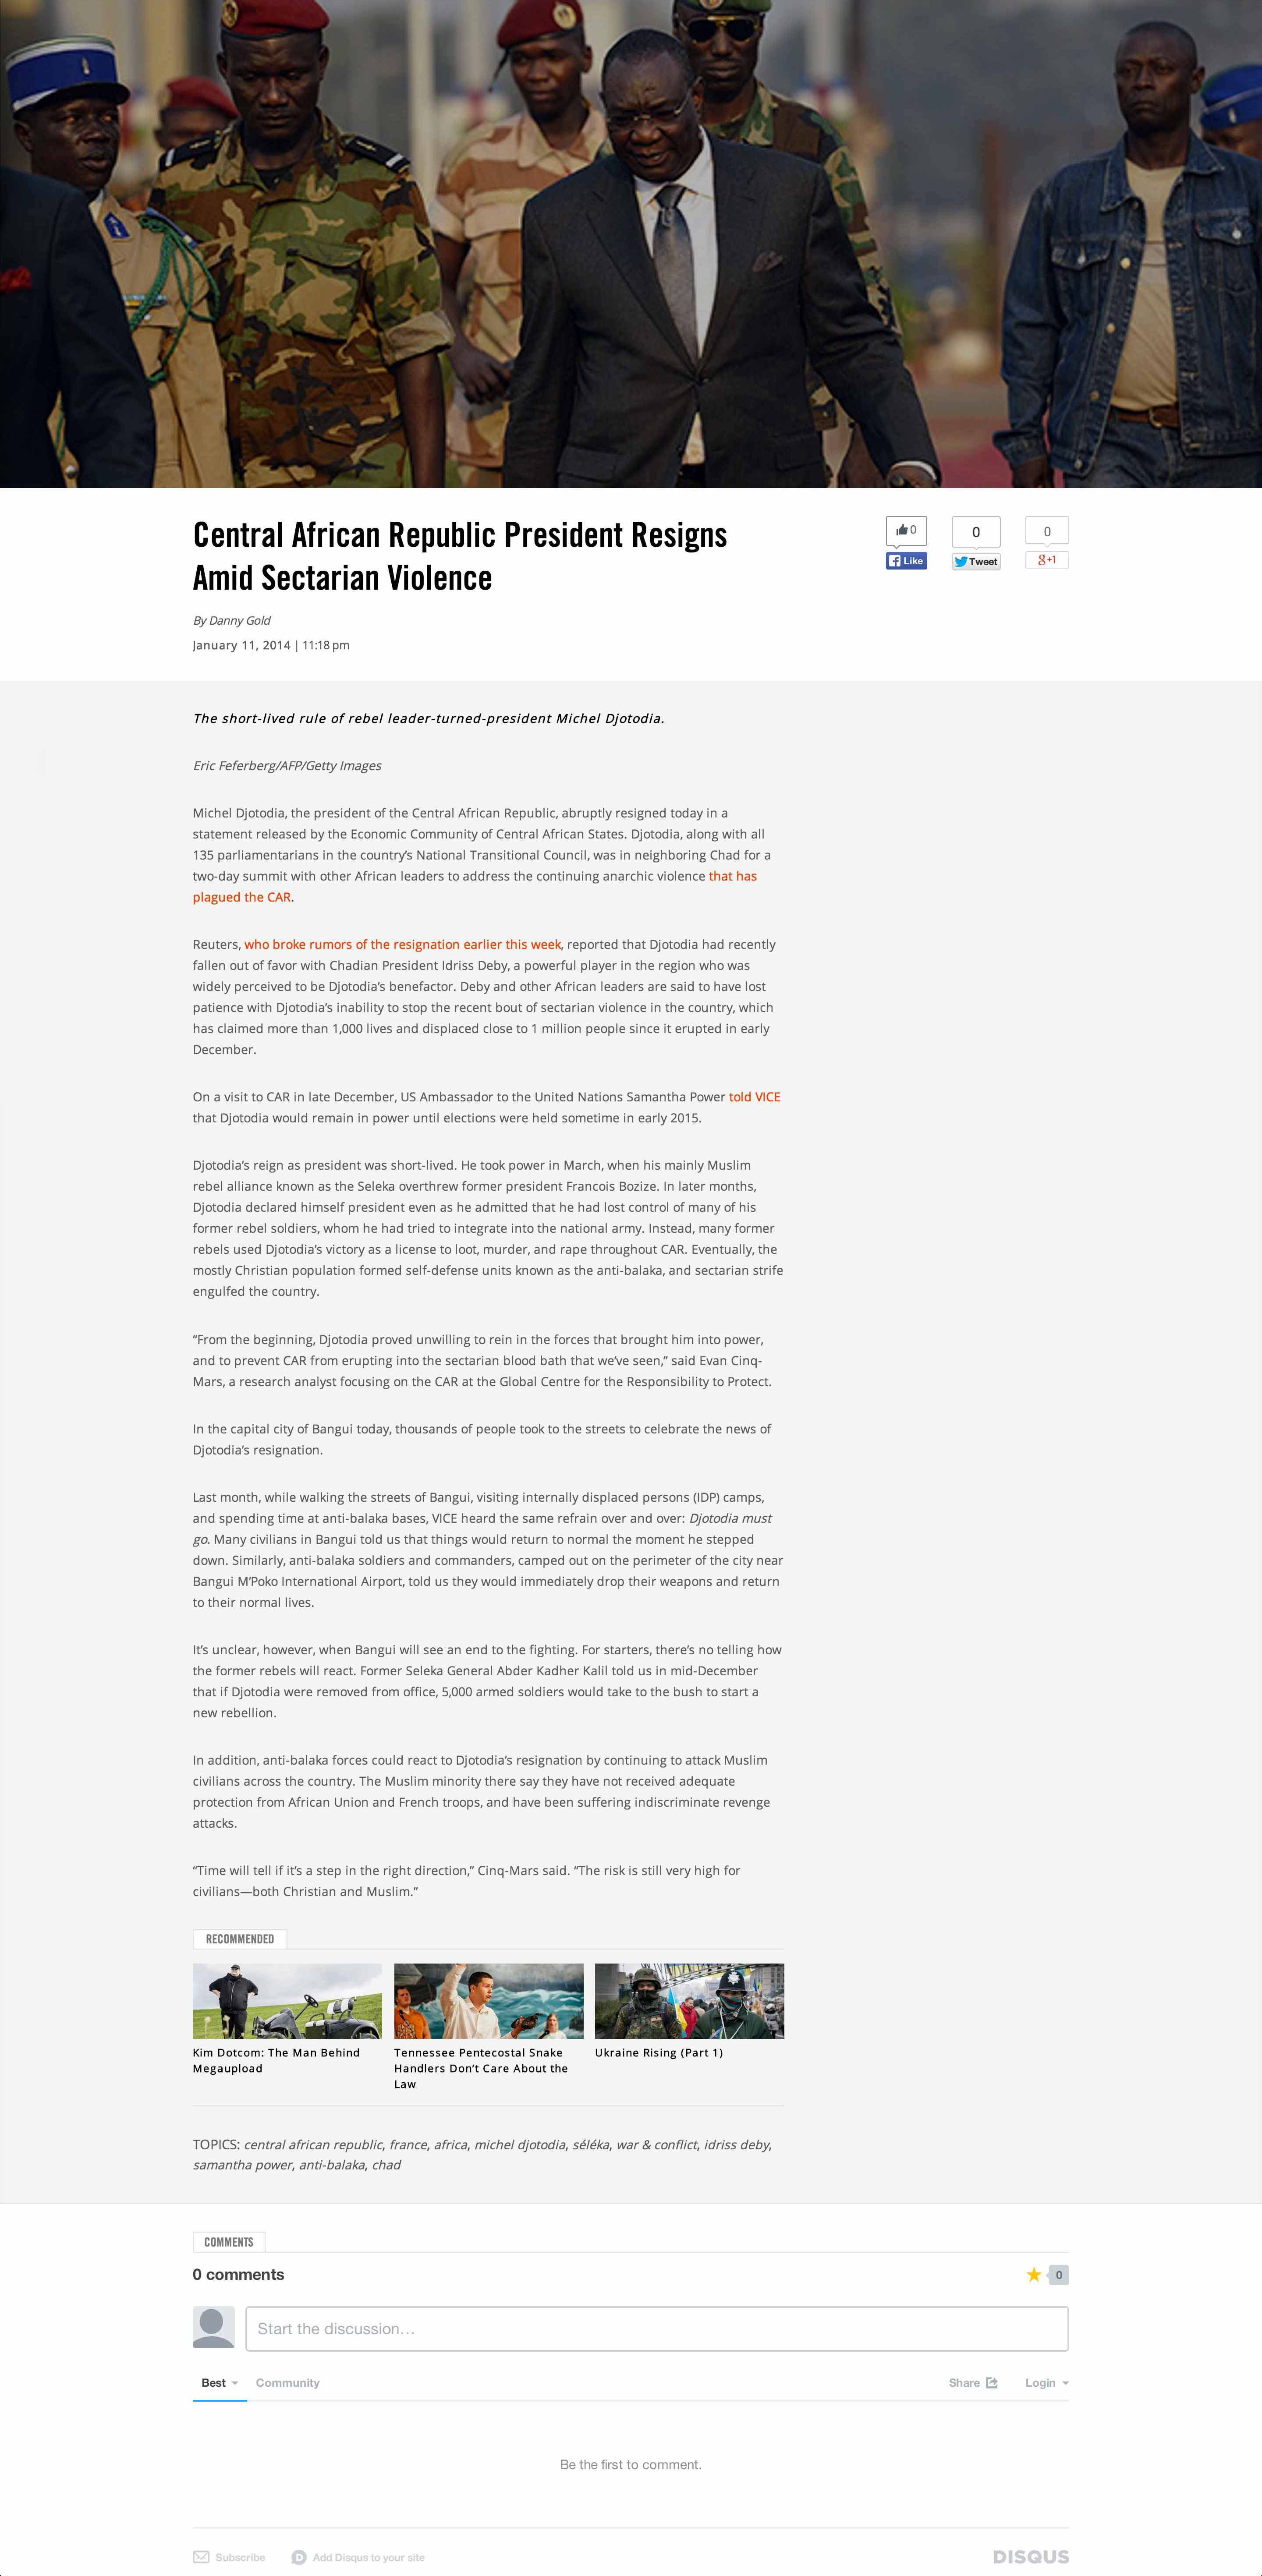 Central African Republic President Resigns
Amid Sectarian Violence
0
Like
0
Tweet
0
g+1
By Danny Gold
January 11, 2014 | 11:18 pm
The short-lived rule of rebel leader-turned-president Michel Djotodia.
Eric Feferberg/AFP/Getty Images
Michel Djotodia, the president of the Central African Republic, abruptly resigned today in a
statement released by the Economic Community of Central African States. Djotodia, along with all
135 parliamentarians in the country's National Transitional Council, was in neighboring Chad for a
two-day summit with other African leaders to address the continuing anarchic violence that has
plagued the CAR.
Reuters, who broke rumors of the resignation earlier this week, reported that Djotodia had recently
fallen out of favor with Chadian President Idriss Deby, a powerful player in the region who was
widely perceived to be Djotodia's benefactor. Deby and other African leaders are said to have lost
patience with Djotodia's inability to stop the recent bout of sectarian violence in the country, which
has claimed more than 1,000 lives and displaced close to 1 million people since it erupted in early
December.
On a visit to CAR in late December, US Ambassador to the United Nations Samantha Power told VICE
that Djotodia would remain in power until elections were held sometime in early 2015.
Djotodia's reign as president was short-lived. He took power in March, when his mainly Muslim
rebel alliance known as the Seleka overthrew former president Francois Bozize. In later months,
Djotodia declared himself president even as he admitted that he had lost control of many of his
former rebel soldiers, whom he had tried to integrate into the national army. Instead, many former
rebels used Djotodia's victory as a license to loot, murder, and rape throughout CAR. Eventually, the
mostly Christian population formed self-defense units known as the anti-balaka, and sectarian strife
engulfed the country.
“From the beginning, Djotodia proved unwilling to rein in the forces that brought him into power,
and to prevent CAR from erupting into the sectarian blood bath that we've seen,” said Evan Cinq-
Mars, a research analyst focusing on the CAR at the Global Centre for the Responsibility to Protect.
In the capital city of Bangui today, thousands of people took to the streets to celebrate the news of
Djotodia's resignation.
Last month, while walking the streets of Bangui, visiting internally displaced persons (IDP) camps,
and spending time at anti-balaka bases, VICE heard the same refrain over and over: Djotodia must
go. Many civilians in Bangui told us that things would return to normal the moment he stepped
down. Similarly, anti-balaka soldiers and commanders, camped out on the perimeter of the city near
Bangui M'Poko International Airport, told us they would immediately drop their weapons and return
to their normal lives.
It's unclear, however, when Bangui will see an end to the fighting. For starters, there's no telling how
the former rebels will react. Former Seleka General Abder Kadher Kalil told us in mid-December
that if Djotodia were removed from office, 5,000 armed soldiers would take to the bush to start a
new rebellion.
In addition, anti-balaka forces could react to Djotodia's resignation by continuing to attack Muslim
civilians across the country. The Muslim minority there say they have not received adequate
protection from African Union and French troops, and have been suffering indiscriminate revenge
attacks.
“Time will tell if it's a step in the right direction,” Cinq-Mars said. “The risk is still very high for
civilians—both Christian and Muslim.”
RECOMMENDED
Kim Dotcom: The Man Behind
Megaupload
Tennessee Pentecostal Snake
Handlers Don't Care About the
Law
Ukraine Rising (Part 1)
TOPICS: central african republic, france, africa, michel djotodia, séléka, war & conflict, idriss deby,
samantha power, anti-balaka, chad
COMMENTS
0 comments
0
Start the discussion…
Best
Community
Share
Login
Be the first to comment.
Subscribe
D Add Disqus to your site
DISQUS